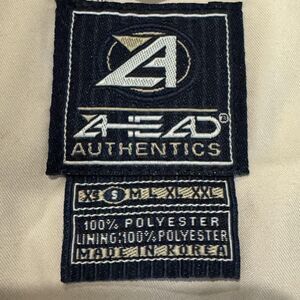 AHEAD®
AUTHENTICS
XS S M L XL XXL
100% POLYESTER
LINING:100% POLYESTER
MADE IN KOREA